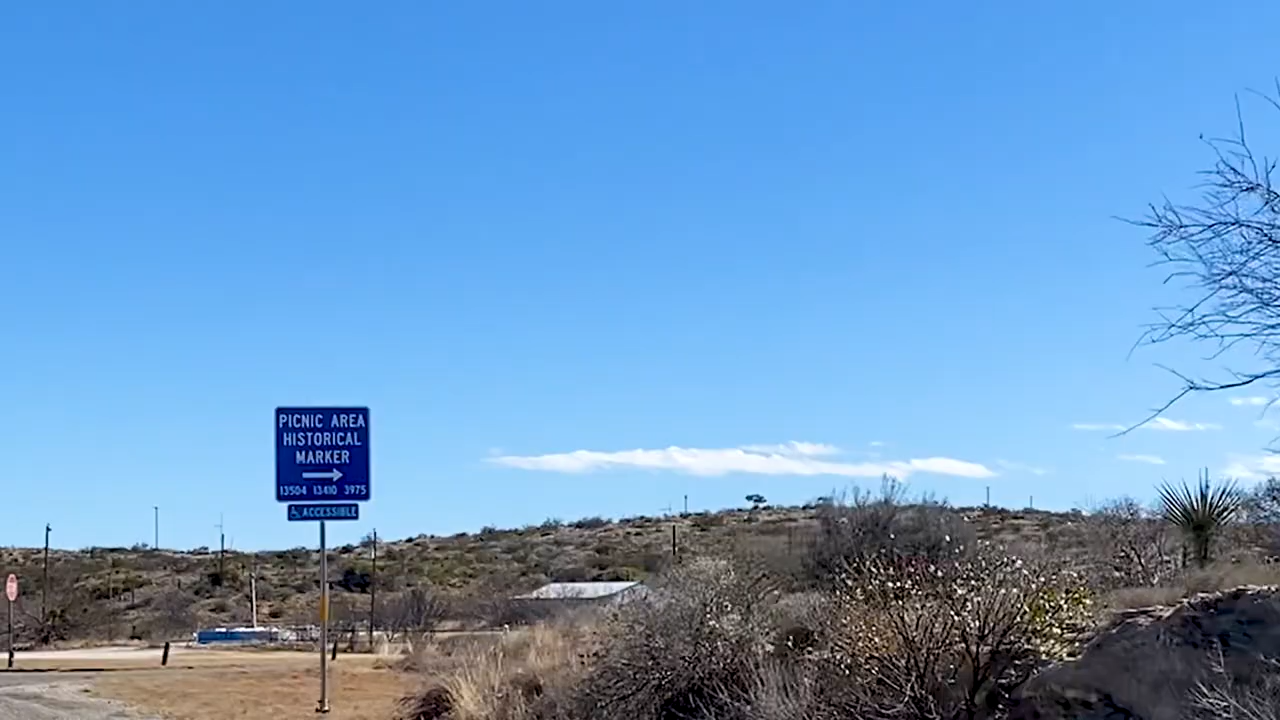 PICNIC AREA
HISTORICAL
MARKER
13504 13410 3975
ACCESSIBLE